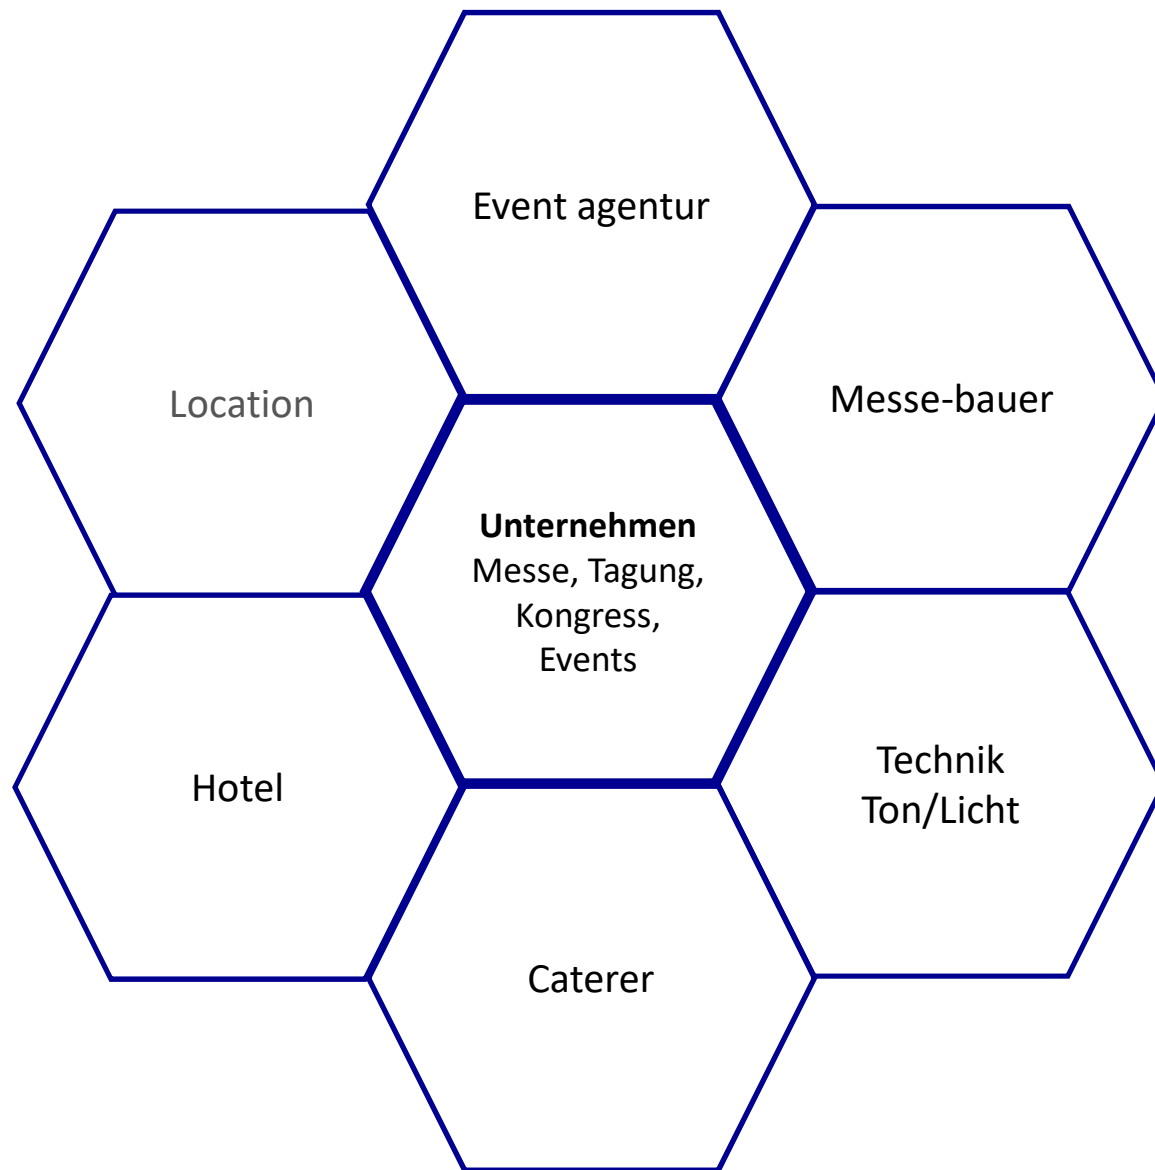 Event agentur
Location
Messe-bauer
Unternehmen
Messe, Tagung,
Kongress,
Events
Hotel
Technik
Ton/Licht
Caterer